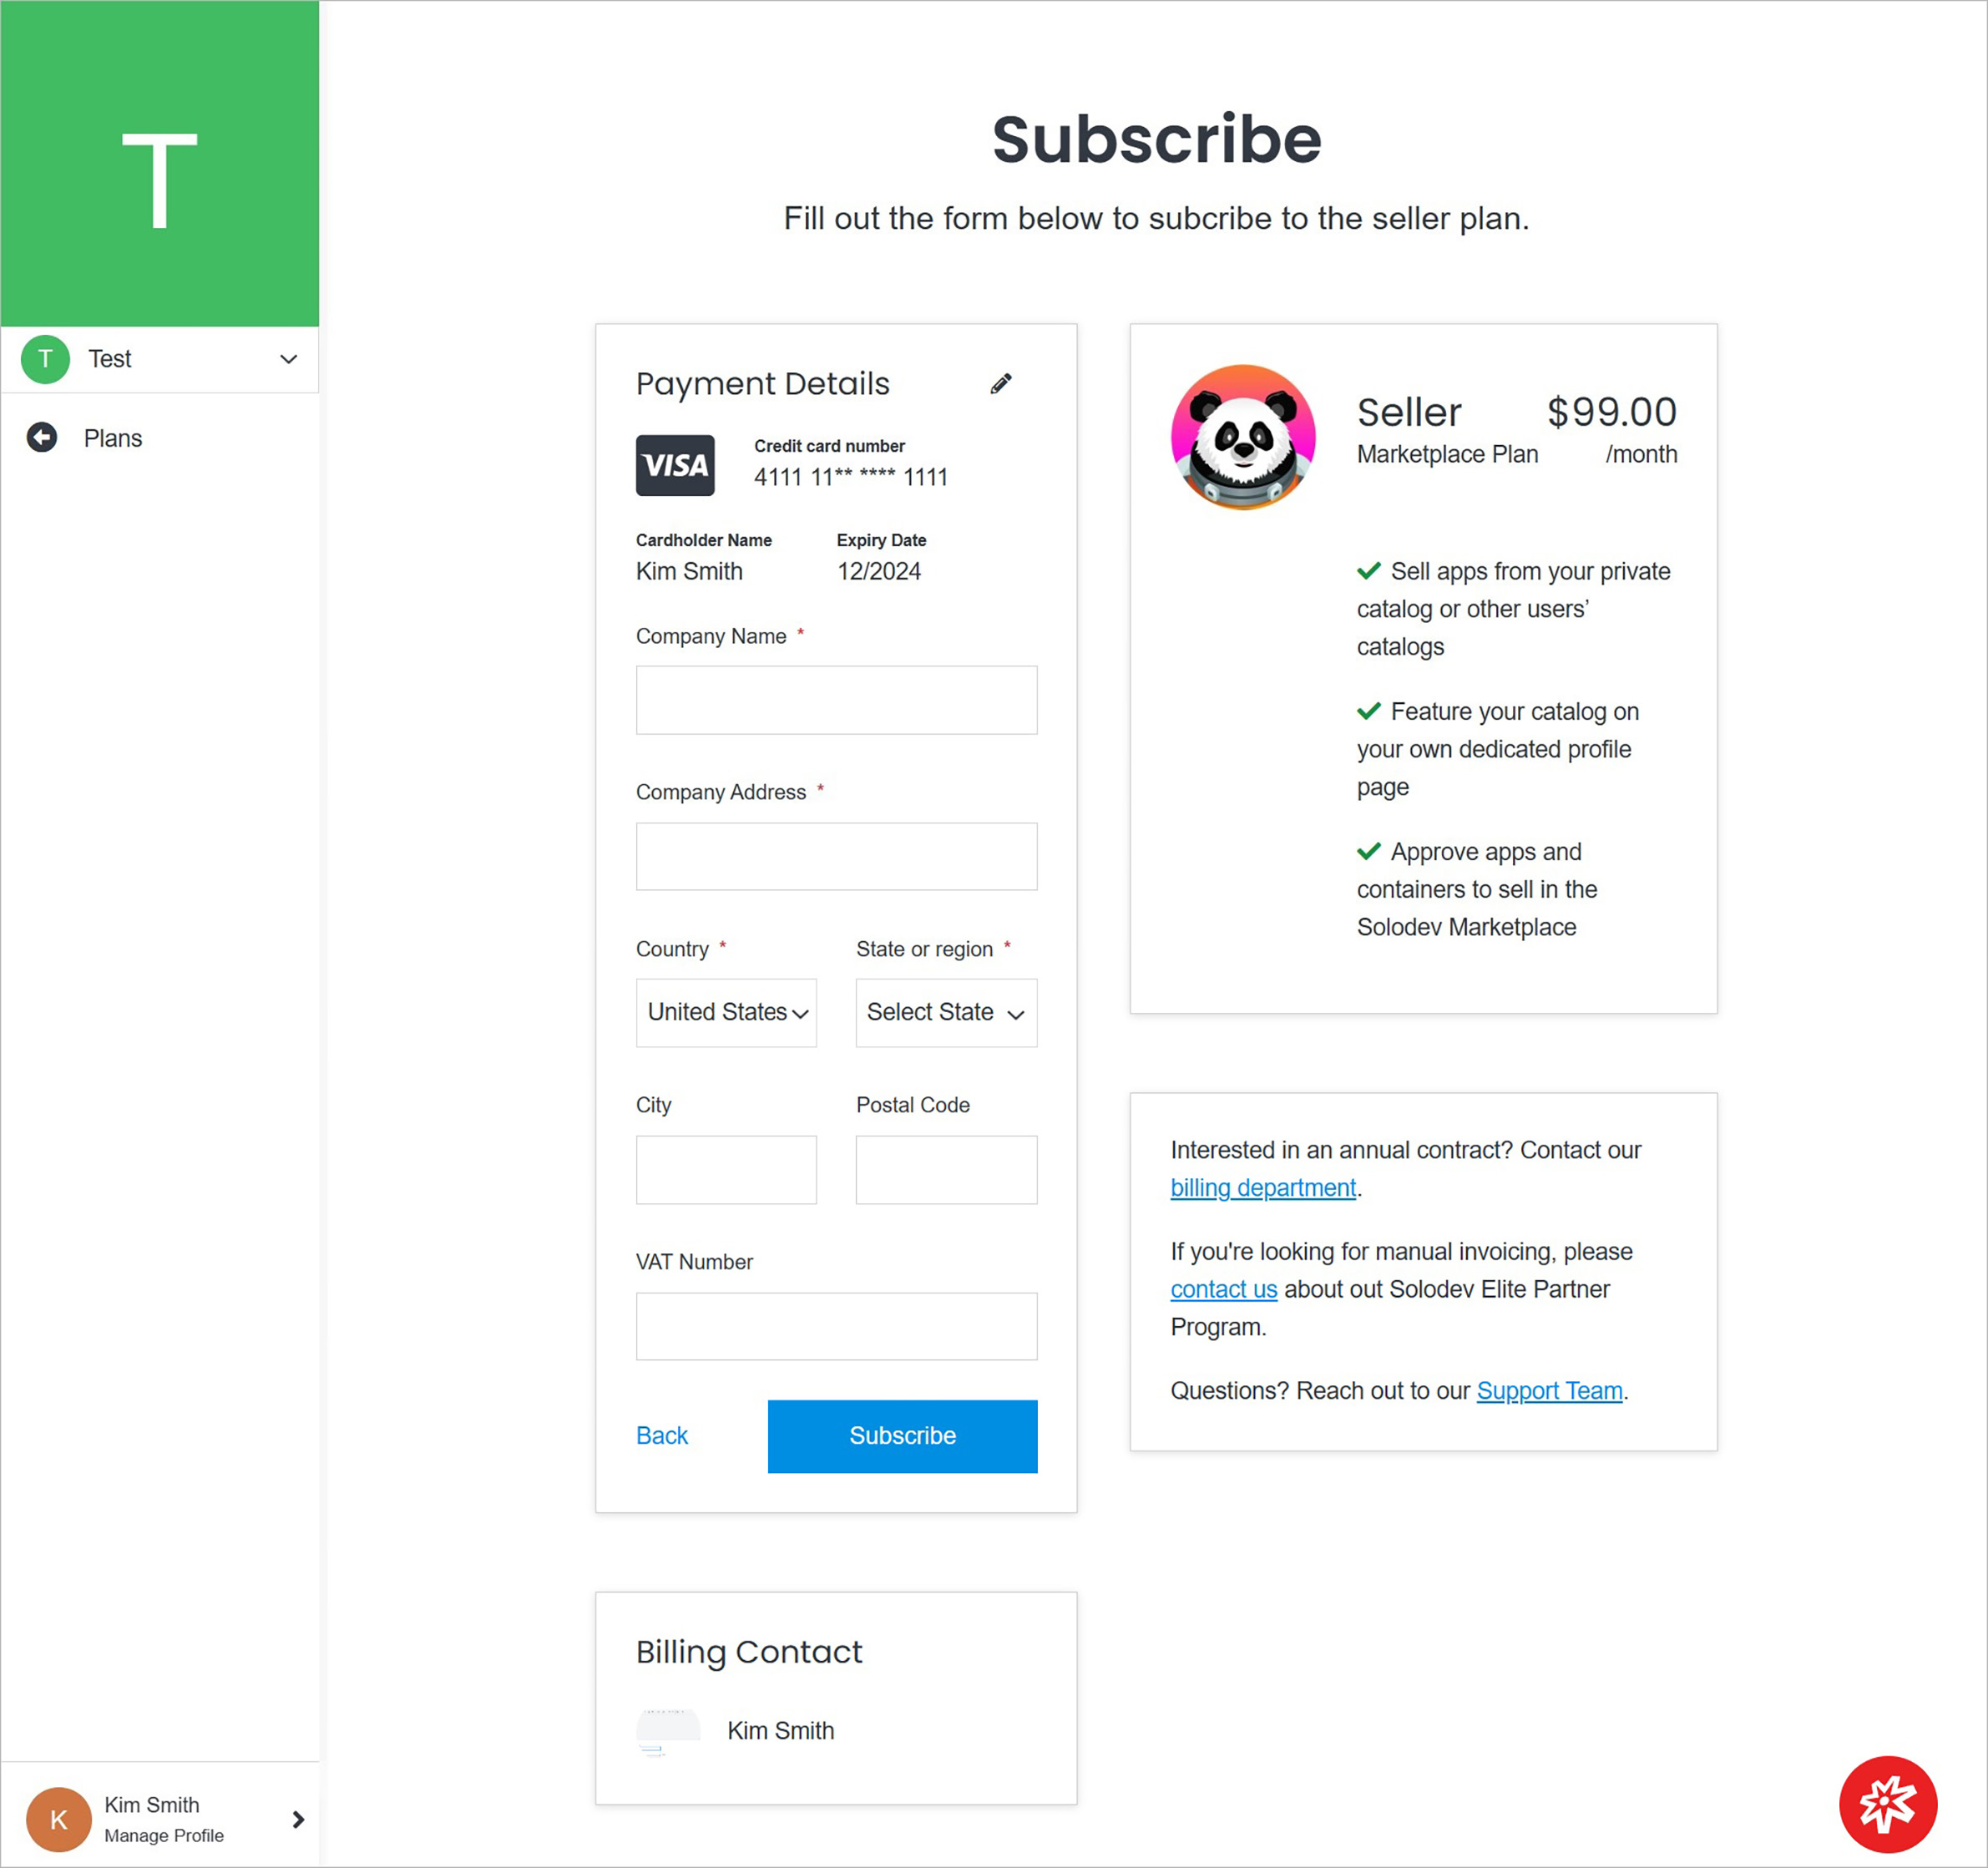 T
T Test
Plans
Subscribe
Fill out the form below to subcribe to the seller plan.
Payment Details
VISA
Credit card number
4111 11** **** 1111
Cardholder Name
Kim Smith
Expiry Date
12/2024
Company Name *
Company Address *
Country *
United States
State or region *
Select State
City
Postal Code
VAT Number
Back
Subscribe
Seller
$99.00
Marketplace Plan
/month
Sell apps from your private
catalog or other users’
catalogs
Feature your catalog on
your own dedicated profile
page
Approve apps and
containers to sell in the
Solodev Marketplace
Interested in an annual contract? Contact our
billing department.
If you're looking for manual invoicing, please
contact us about out Solodev Elite Partner
Program.
Questions? Reach out to our Support Team.
Billing Contact
Kim Smith
K
Kim Smith
Manage Profile